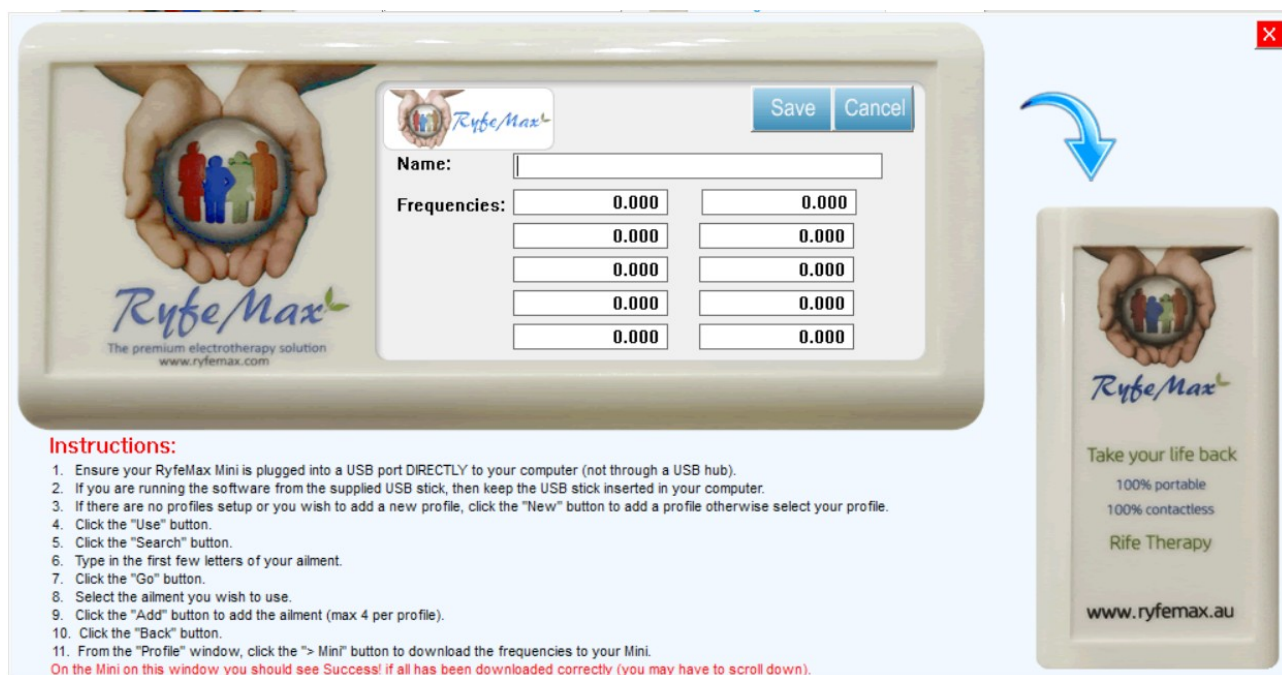 RyfeMax
Save Cancel
Name:
Frequencies: 0.000 0.000
0.000 0.000
0.000 0.000
0.000 0.000
0.000 0.000
RyfeMax
The premium electrotherapy solution
www.ryfemax.com
RyfeMax
Take your life back
100% portable
100% contactless
Rife Therapy
www.ryfemax.au
Instructions:
1. Ensure your RyfeMax Mini is plugged into a USB port DIRECTLY to your computer (not through a USB hub).
2. If you are running the software from the supplied USB stick, then keep the USB stick inserted in your computer.
3. If there are no profiles setup or you wish to add a new profile, click the "New" button to add a profile otherwise select your profile.
4. Click the "Use" button.
5. Click the "Search" button.
6. Type in the first few letters of your ailment.
7. Click the "Go" button.
8. Select the ailment you wish to use.
9. Click the "Add" button to add the ailment (max 4 per profile).
10. Click the "Back" button.
11. From the "Profile" window, click the "> Mini" button to download the frequencies to your Mini.
On the Mini on this window you should see Success! if all has been downloaded correctly (you may have to scroll down).